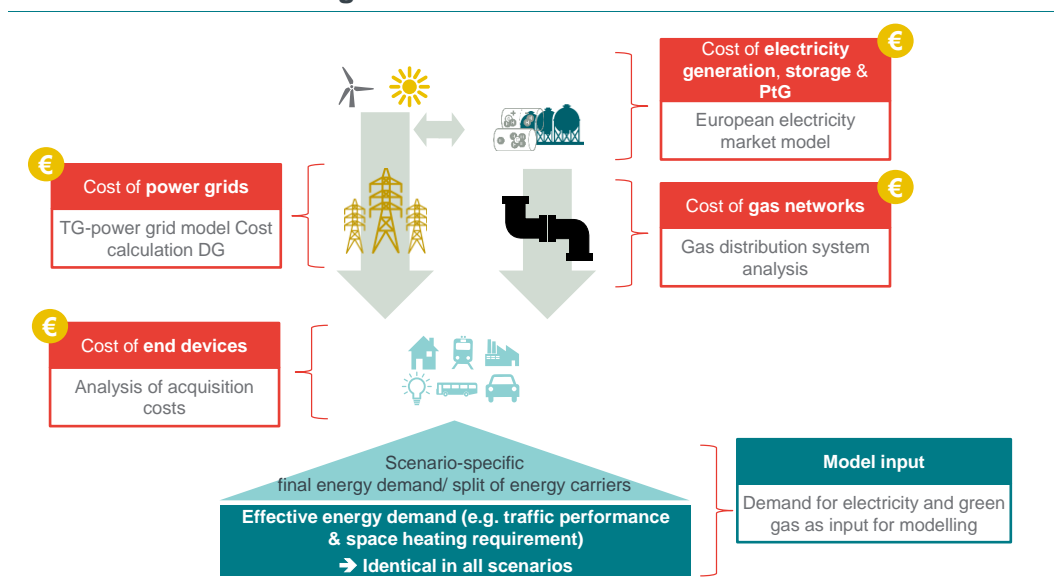 €
Cost of electricity
generation, storage &
PtG
European electricity
market model
€
Cost of power grids
TG-power grid model Cost
calculation DG
€
Cost of gas networks
Gas distribution system
analysis
€
Cost of end devices
Analysis of acquisition
costs
Scenario-specific
final energy demand/ split of energy carriers
Effective energy demand (e.g. traffic performance
& space heating requirement)
➔ Identical in all scenarios
Model input
Demand for electricity and green
gas as input for modelling